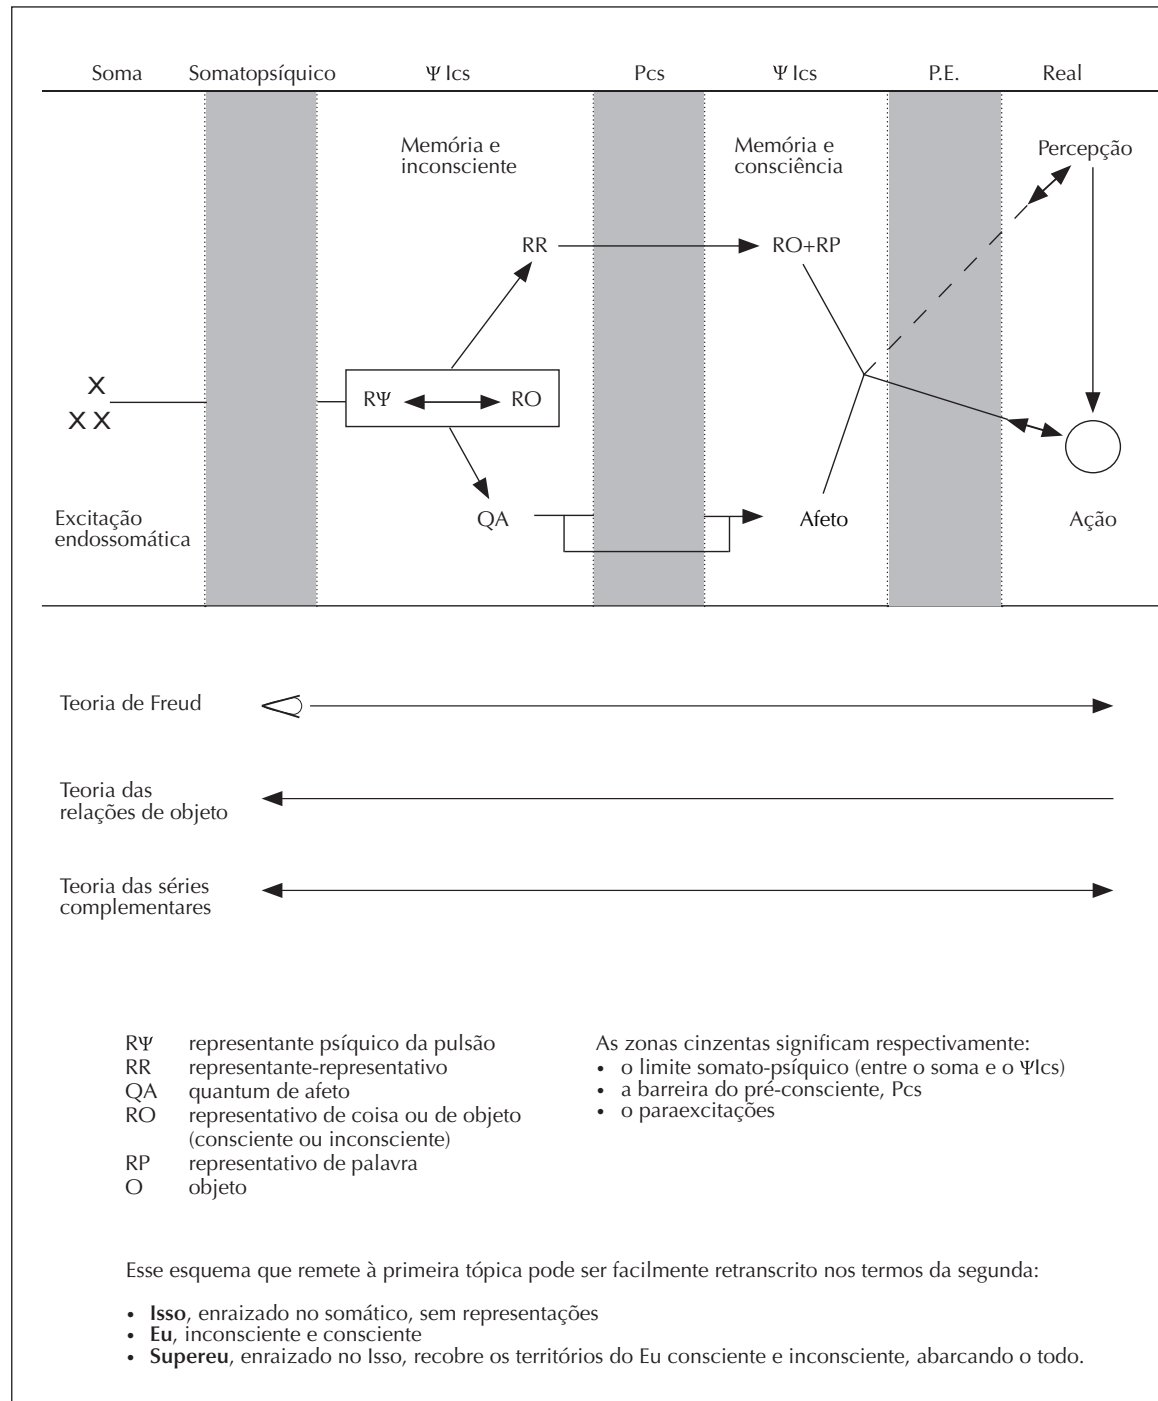 Soma Somatopsíquico Ψ Ics Pcs Ψ Ics P.E. Real
Memória e
inconsciente
Memória e
consciência
Percepção
RR RO+RP
X
X X
RΨ RO
Excitação
endossomática
QA Afeto Ação
Teoria de Freud
Teoria das
relações de objeto
Teoria das séries
complementares
RΨ representante psíquico da pulsão
RR representante-representativo
QA quantum de afeto
RO representativo de coisa ou de objeto
(consciente ou inconsciente)
RP representativo de palavra
O objeto
As zonas cinzentas significam respectivamente:
• o limite somato-psíquico (entre o soma e o ΨIcs)
• a barreira do pré-consciente, Pcs
• o paraexcitações
Esse esquema que remete à primeira tópica pode ser facilmente retranscrito nos termos da segunda:
• Isso, enraizado no somático, sem representações
• Eu, inconsciente e consciente
• Supereu, enraizado no Isso, recobre os territórios do Eu consciente e inconsciente, abarcando o todo.